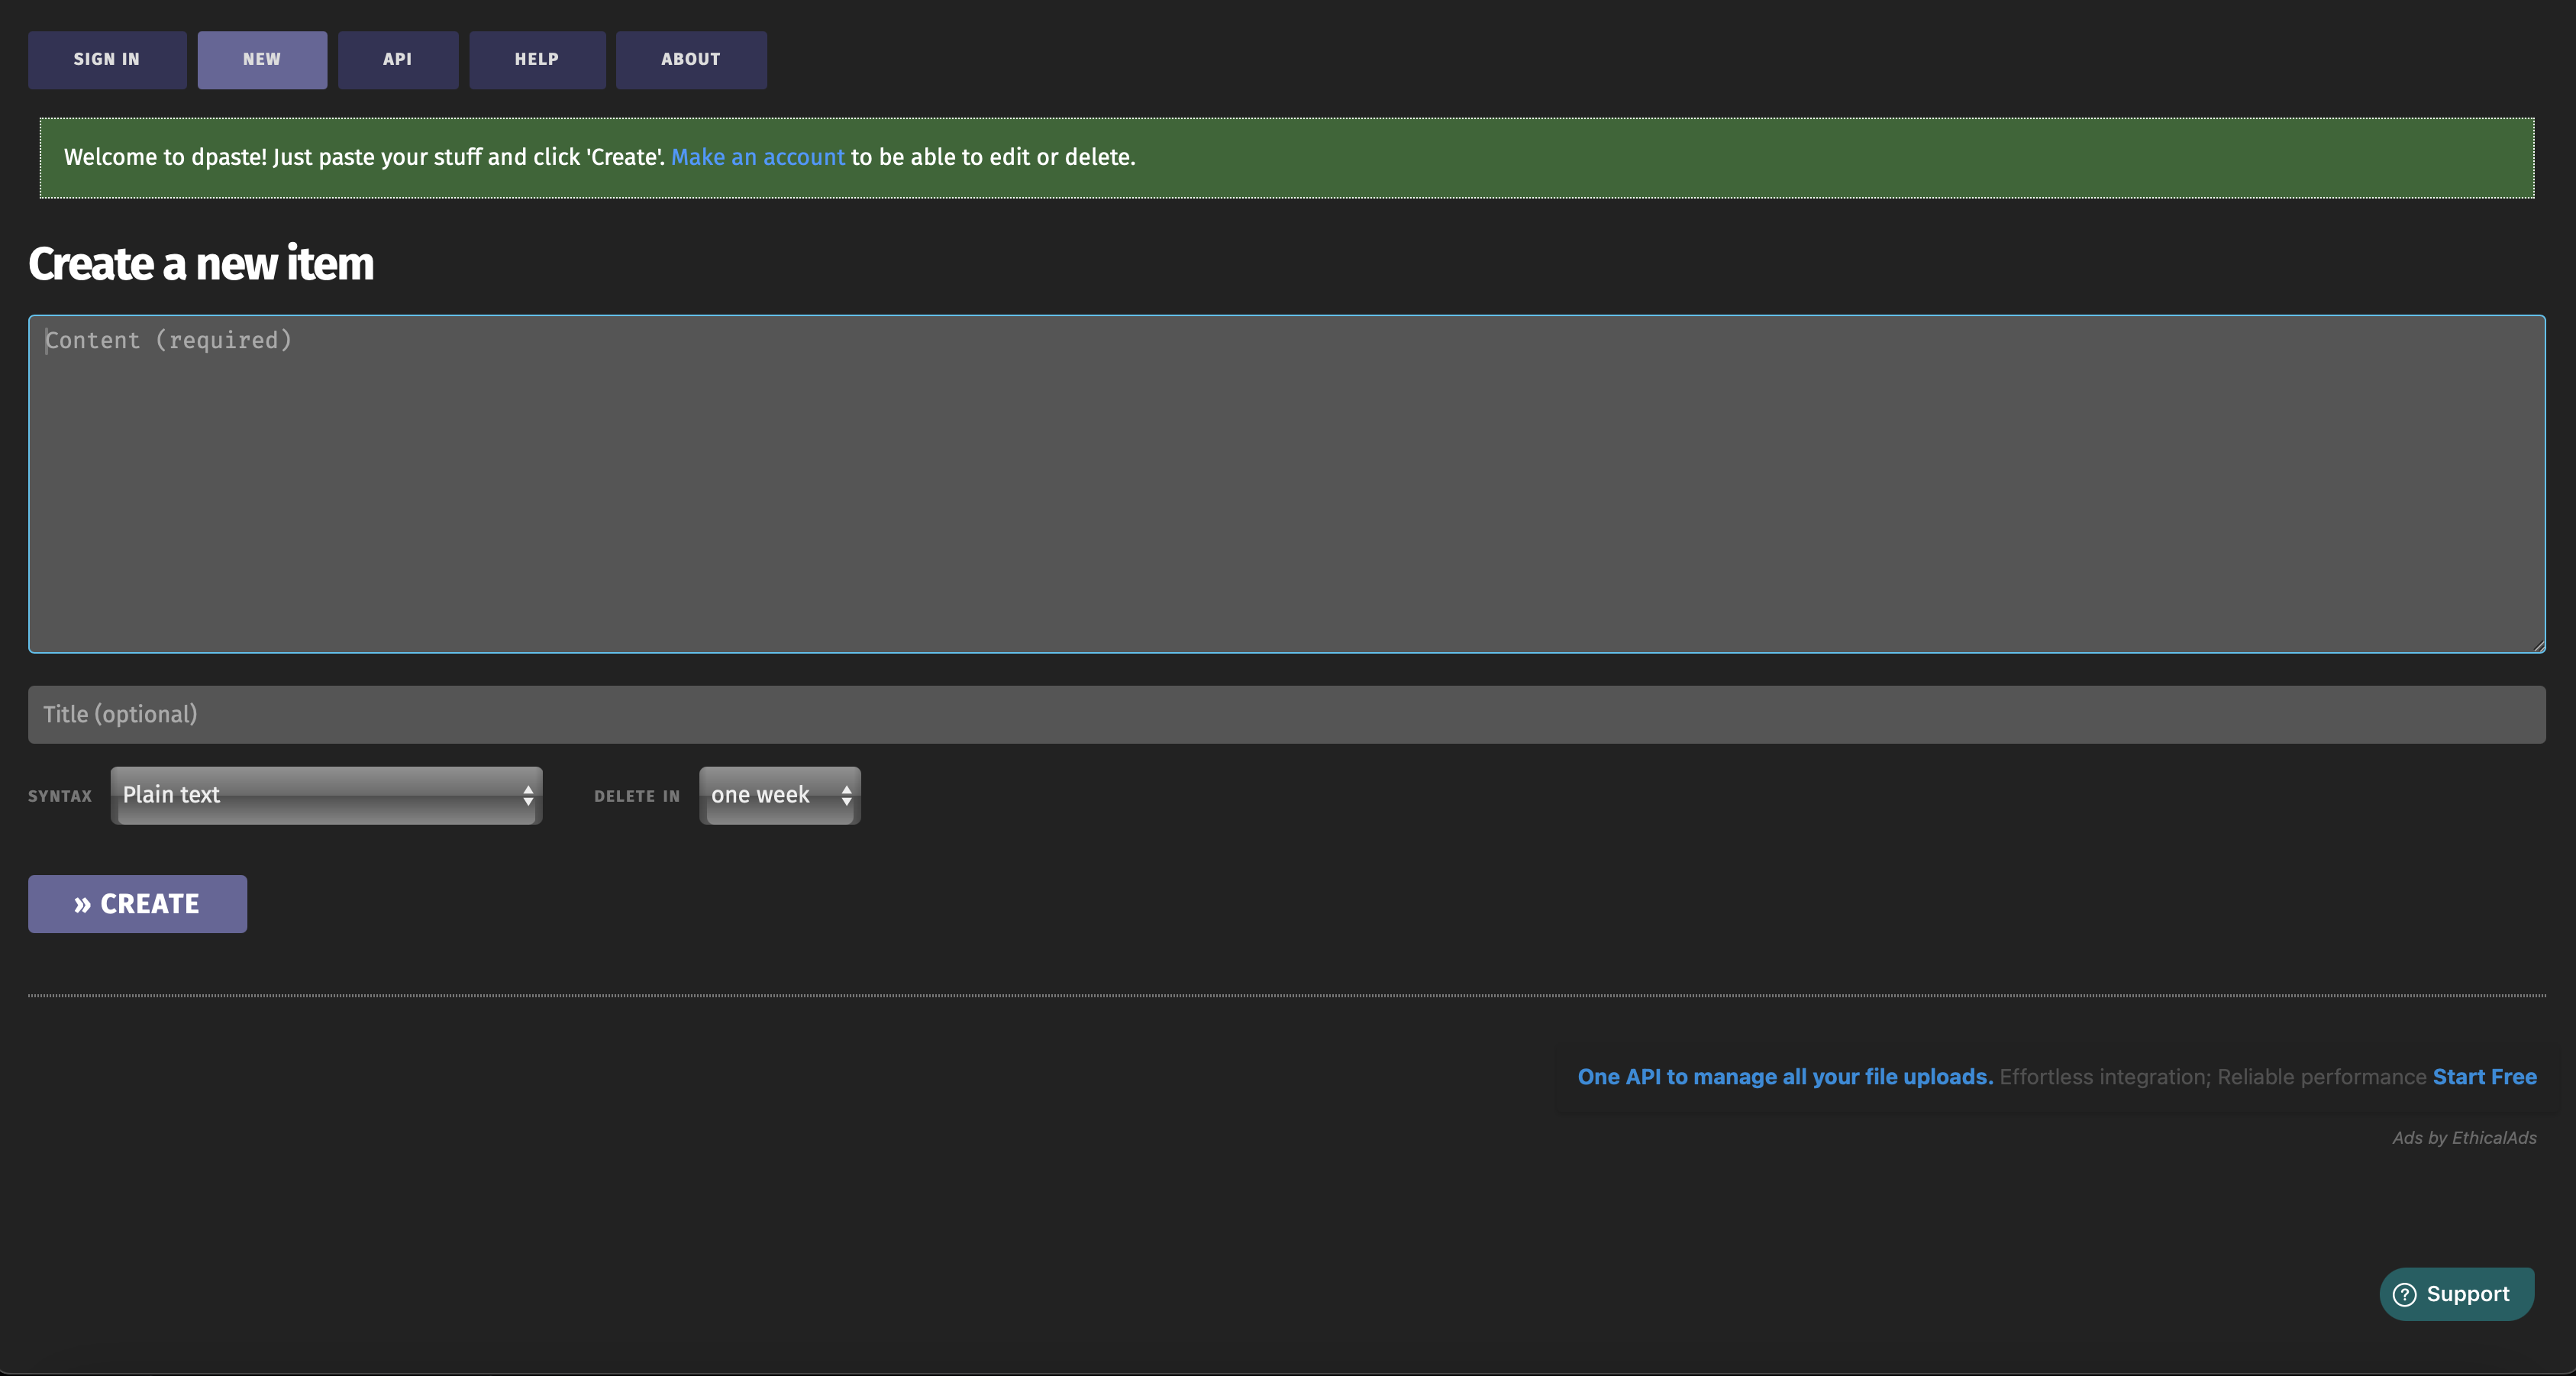 SIGN IN
NEW
API
HELP
ABOUT
Welcome to dpaste! Just paste your stuff and click 'Create'. Make an account to be able to edit or delete.
Create a new item
Content (required)
Title (optional)
SYNTAX
Plain text
DELETE IN
one week
» CREATE
One API to manage all your file uploads. Effortless integration; Reliable performance Start Free
Ads by EthicalAds
? Support